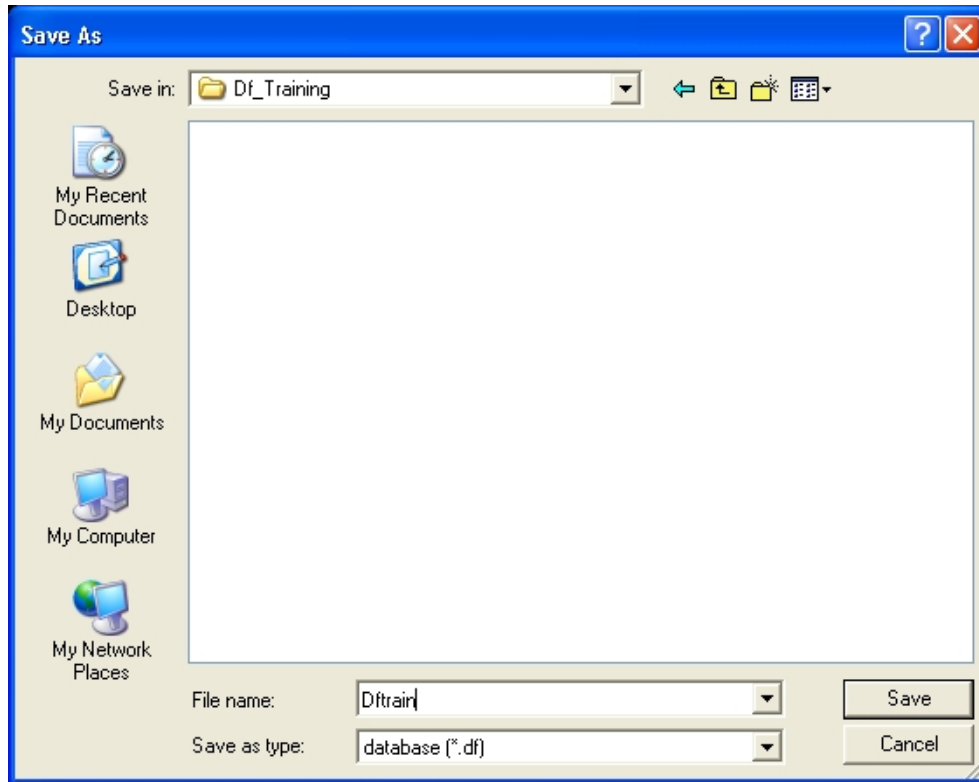 Save As
Save in: Df_Training
My Recent
Documents
Desktop
My Documents
My Computer
My Network
Places
File name: Dftrain Save
Save as type: database (*.df) Cancel